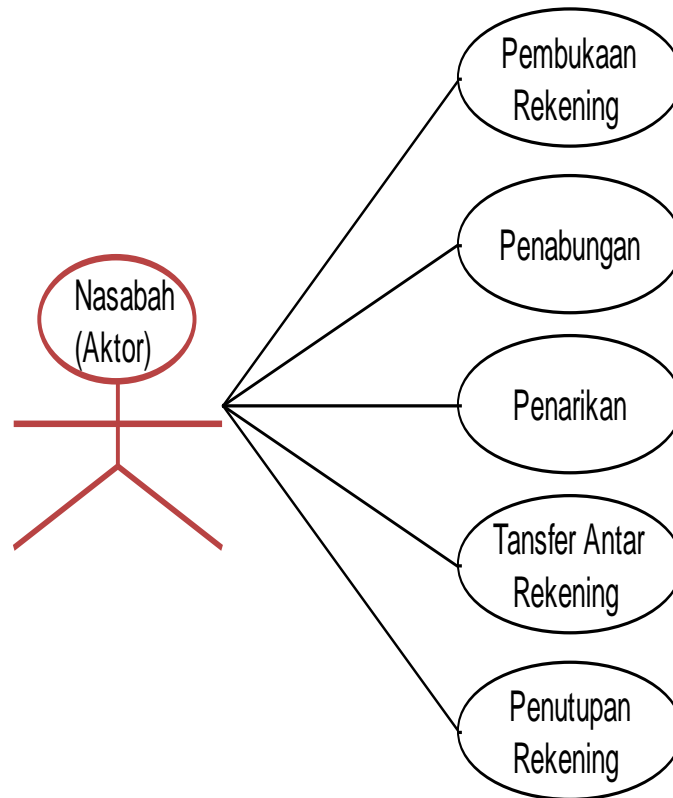 Pembukaan
Rekening
Penabungan
Nasabah
(Aktor)
Penarikan
Tansfer Antar
Rekening
Penutupan
Rekening